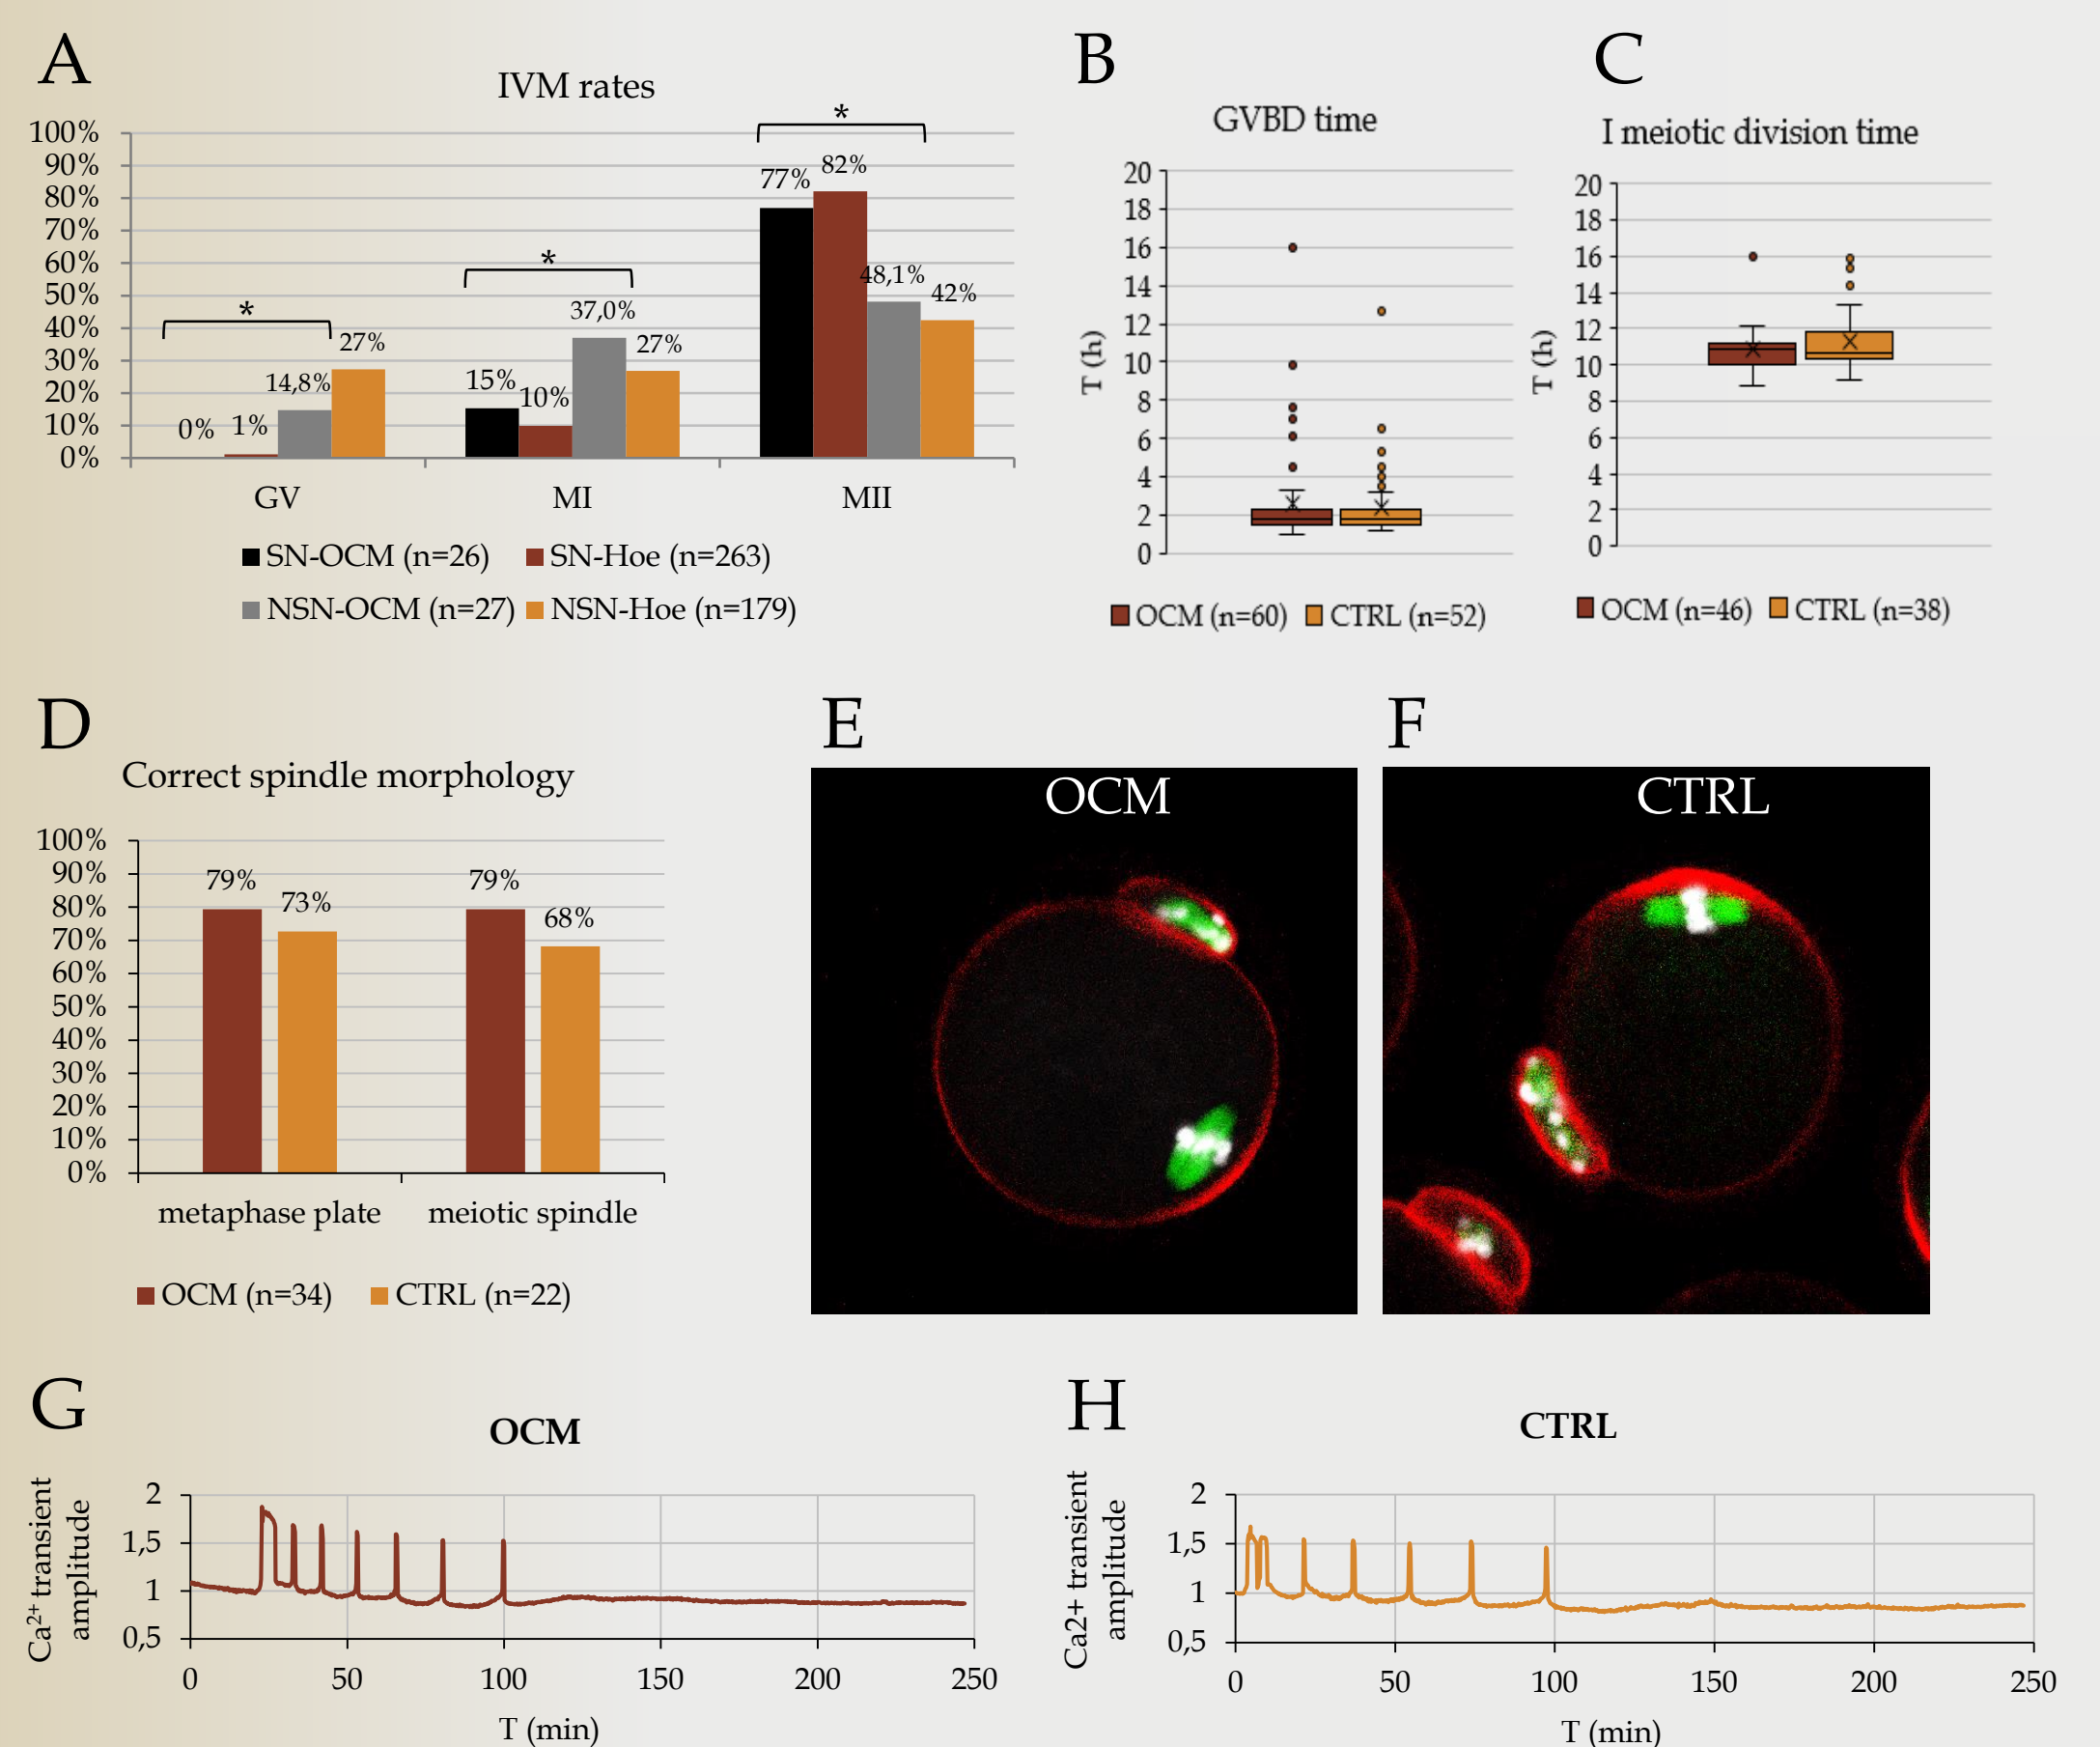 A
IVM rates
100%
90%
80%
70%
60%
50%
40%
30%
20%
10%
0%
*
*
*
0%
1%
14,8%
27%
15%
10%
37,0%
27%
77%
82%
48,1%
42%
GV
MI
MII
SN-OCM (n=26)
SN-Hoe (n=263)
NSN-OCM (n=27)
NSN-Hoe (n=179)
B
GVBD time
T (h)
20
18
16
14
12
10
8
6
4
2
0
OCM (n=60)
CTRL (n=52)
C
I meiotic division time
T (h)
20
18
16
14
12
10
8
6
4
2
0
OCM (n=46)
CTRL (n=38)
D
Correct spindle morphology
100%
90%
80%
70%
60%
50%
40%
30%
20%
10%
0%
79%
73%
79%
68%
metaphase plate
meiotic spindle
OCM (n=34)
CTRL (n=22)
E
OCM
F
CTRL
G
OCM
Ca²⁺ transient
amplitude
2
1,5
1
0,5
0
50
100
150
200
250
T (min)
H
CTRL
Ca2+ transient
amplitude
2
1,5
1
0,5
0
50
100
150
200
250
T (min)